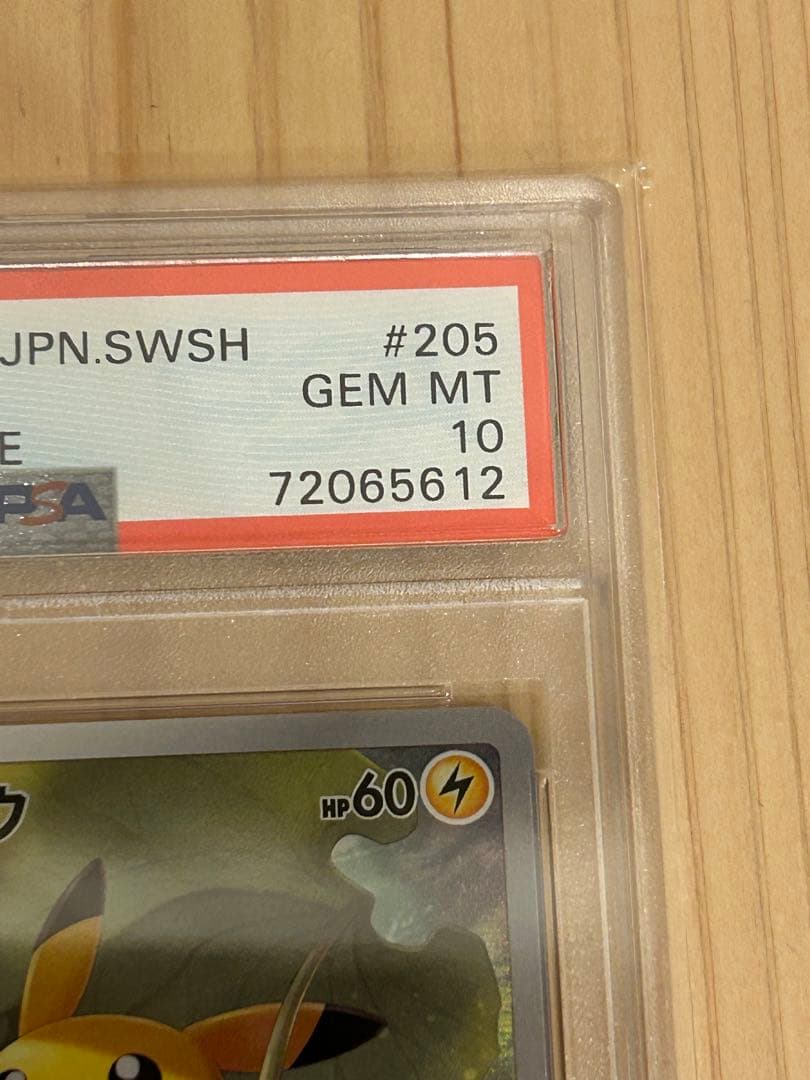 JPN.SWSH #205
GEM MT
E 10
PSA 72065612
HP60